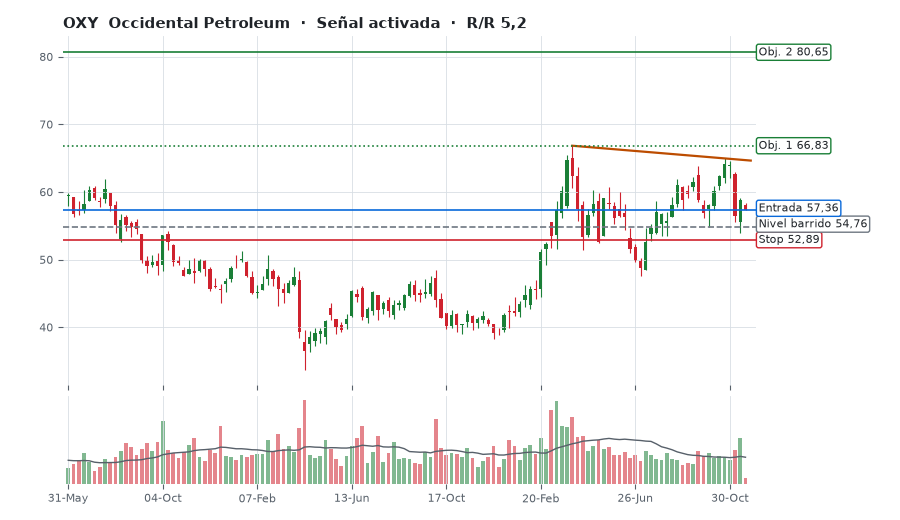 OXY Occidental Petroleum · Señal activada · R/R 5,2
80
70
60
50
40
Obj. 2 80,65
Obj. 1 66,83
Entrada 57,36
Nivel barrido 54,76
Stop 52,89
31-May 04-Oct 07-Feb 13-Jun 17-Oct 20-Feb 26-Jun 30-Oct